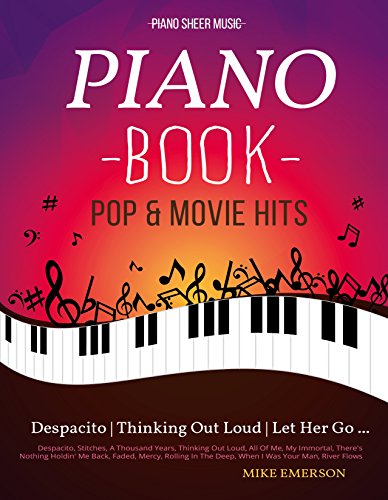 -PIANO SHEER MUSIC-
PIANO
-BOOK-
POP & MOVIE HITS
Despacito | Thinking Out Loud | Let Her Go ...
Despacito, Stitches, A Thousand Years, Thinking Out Loud, All Of Me, My Immortal, There's
Nothing Holdin' Me Back, Faded, Mercy, Rolling In The Deep, When I Was Your Man, River Flows
MIKE EMERSON